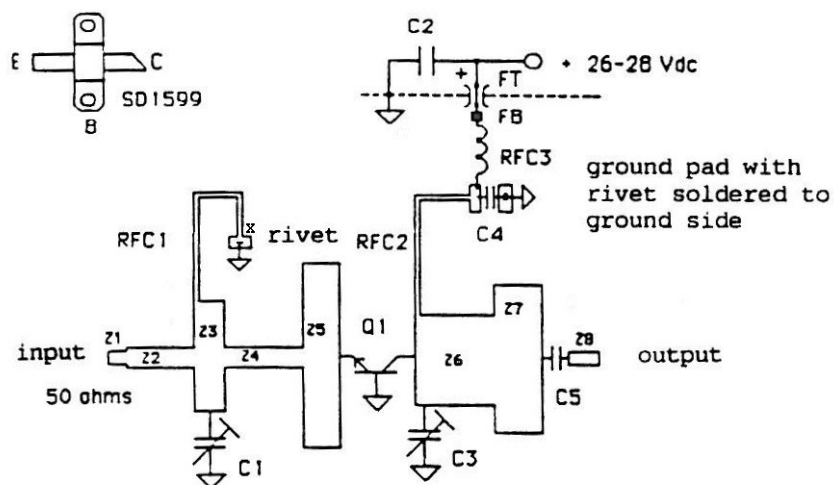 C2
E
C
+ 26-28 Vdc
+
FT
SD1599
FB
B
RFC3
ground pad with
rivet soldered to
ground side
x
rivet
RFC1
RFC2
C4
Z3
Z5
Q1
Z7
input
Z1
Z2
Z4
Z6
Z8
output
50 ohms
C5
C1
C3